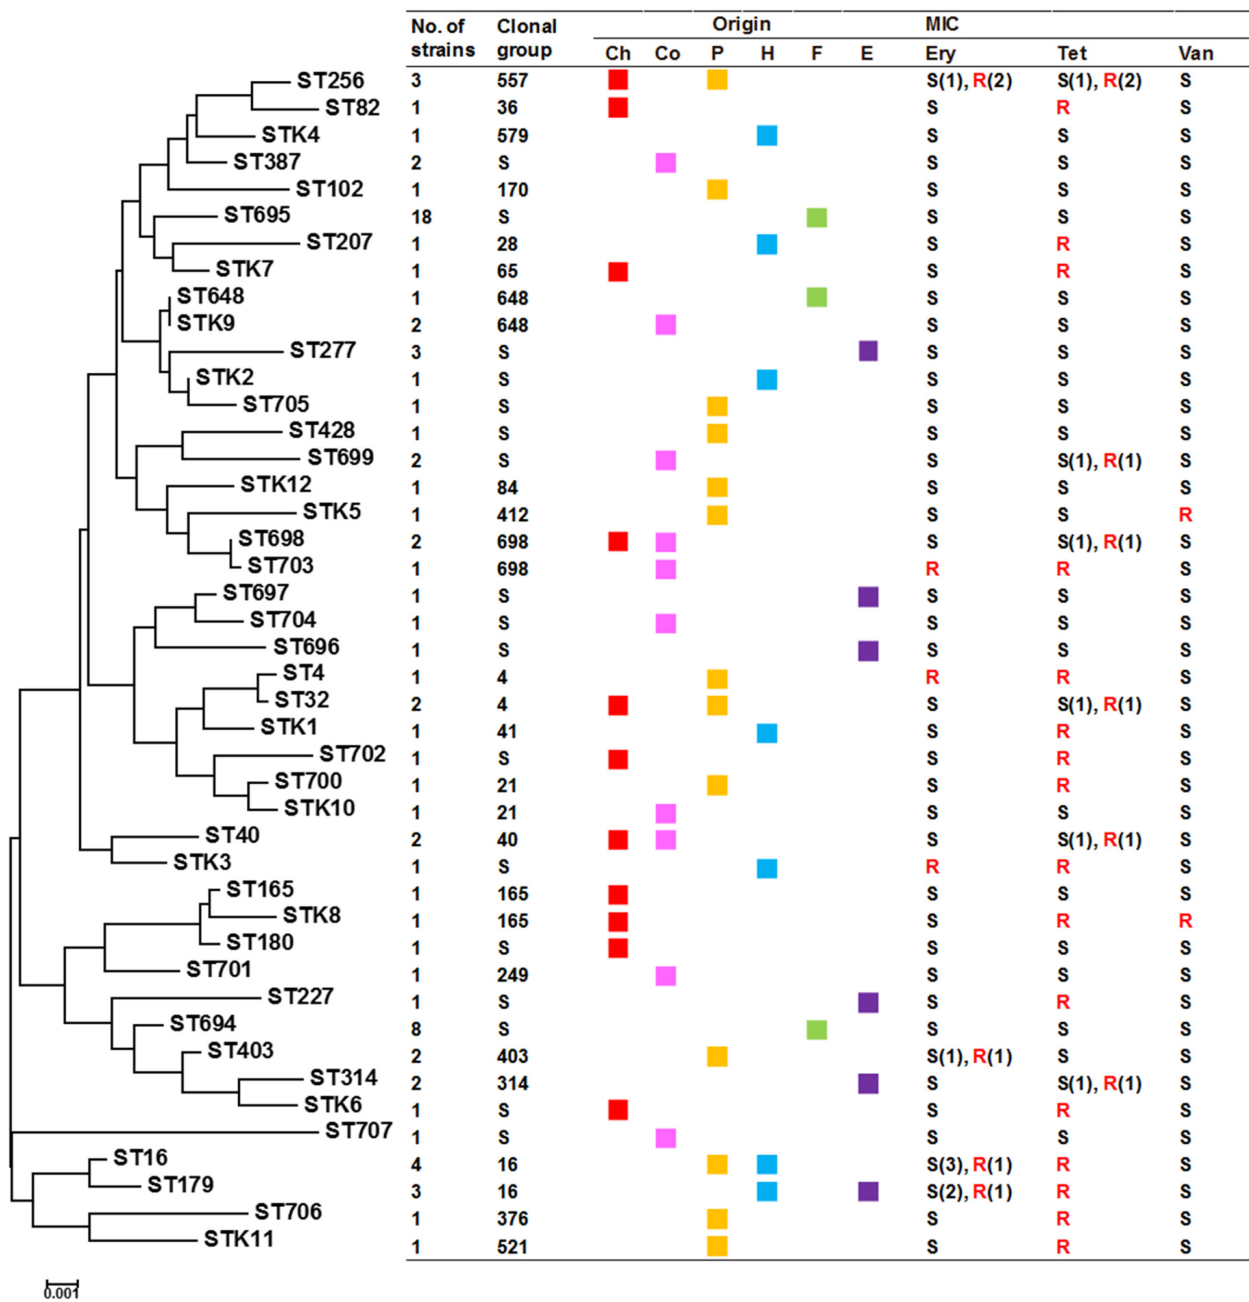 No. of strains Clonal group Origin MIC
Ch Co P H F E Ery Tet Van
ST256 3 557 S(1), R(2) S(1), R(2) S
ST82 1 36 S R S
STK4 1 579 S S S
ST387 2 S S S S
ST102 1 170 S S S
ST695 18 S S S S
ST207 1 28 S R S
STK7 1 65 S R S
ST648 1 648 S S S
STK9 2 648 S S S
ST277 3 S S S S
STK2 1 S S S S
ST705 1 S S S S
ST428 1 S S S S
ST699 2 S S S(1), R(1) S
STK12 1 84 S S S
STK5 1 412 S S R
ST698 2 698 S S(1), R(1) S
ST703 1 698 R R S
ST697 1 S S S S
ST704 1 S S S S
ST696 1 S S S S
ST4 1 4 R R S
ST32 2 4 S S(1), R(1) S
STK1 1 41 S R S
ST702 1 S S R S
ST700 1 21 S R S
STK10 1 21 S S S
ST40 2 40 S S(1), R(1) S
STK3 1 S R R S
ST165 1 165 S S S
STK8 1 165 S R R
ST180 1 S S S S
ST701 1 249 S S S
ST227 1 S S R S
ST694 8 S S S S
ST403 2 403 S(1), R(1) S S
ST314 2 314 S S(1), R(1) S
STK6 1 S S R S
ST707 1 S S S S
ST16 4 16 S(3), R(1) R S
ST179 3 16 S(2), R(1) R S
ST706 1 376 S R S
STK11 1 521 S R S
0.001